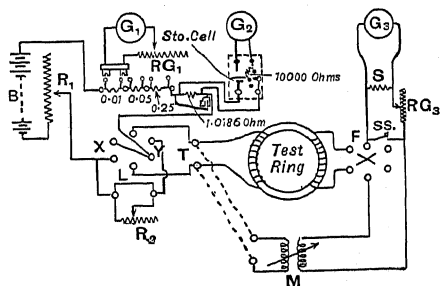 G1
G2
G3
Sto.Cell
RG1
10000 Ohms
B
R1
0.01
0.05
0.25
1.0186 Ohm
S
RG3
X
Y
T
Test
Ring
F
SS.
L
R2
M